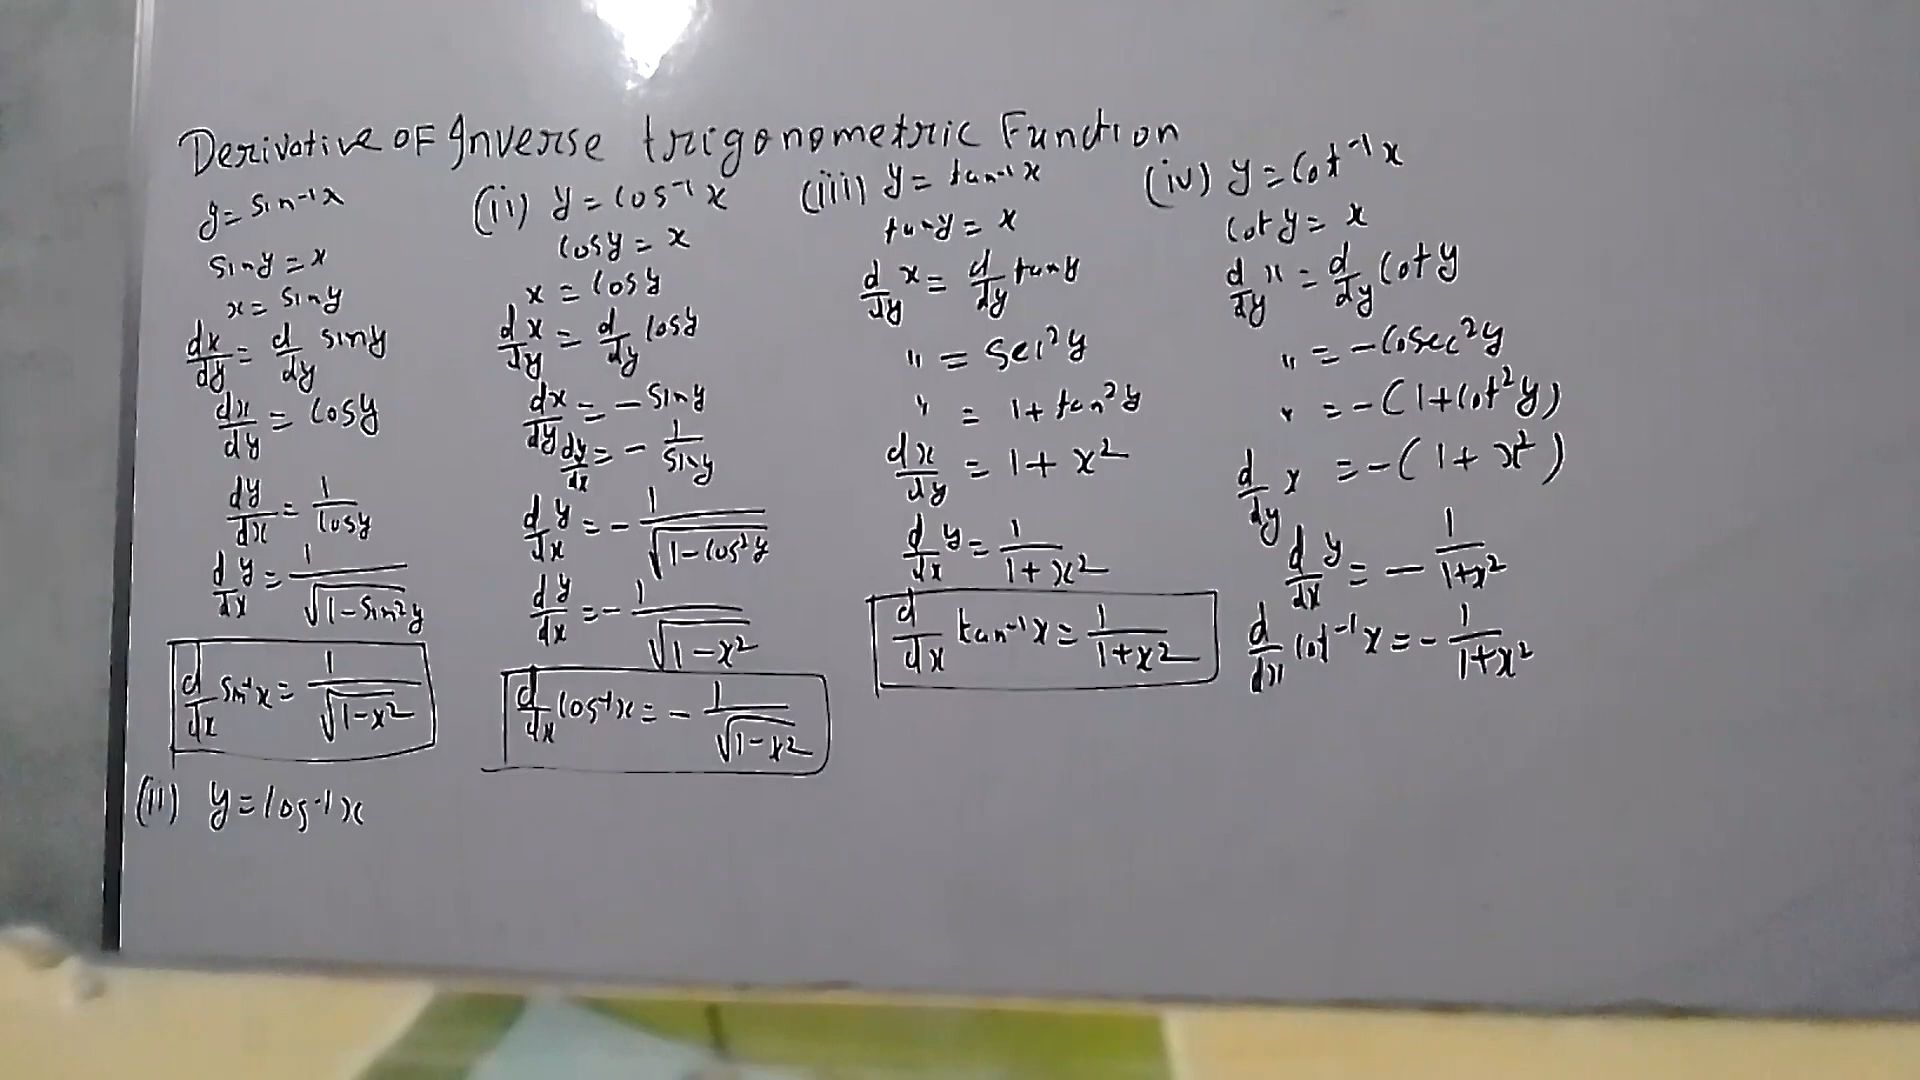 Derivative OF Inverse trigonometric Function
y = sin⁻¹x
sin y = x
x = sin y
dx/dy = d/dy sin y
dx/dy = cos y
dy/dx = 1/cos y
d/dx y = 1/√(1-sin²y)
d/dx sin⁻¹x = 1/√(1-x²)
(ii) y = cos⁻¹x
(ii) y = cos⁻¹x
cos y = x
x = cos y
d/dy x = d/dy cos y
dx/dy = - sin y
dy/dx = - 1/sin y
d/dx y = - 1/√(1-cos²y)
d/dx y = - 1/√(1-x²)
d/dx cos⁻¹x = - 1/√(1-x²)
(iii) y = tan⁻¹x
tan y = x
d/dy x = d/dy tan y
" = sec²y
" = 1 + tan²y
dx/dy = 1 + x²
d/dx y = 1/(1+x²)
d/dx tan⁻¹x = 1/(1+x²)
(iv) y = cot⁻¹x
cot y = x
d/dy x = d/dy cot y
" = -cosec²y
" = -(1+cot²y)
d/dy x = -(1+x²)
d/dx y = - 1/(1+x²)
d/dx cot⁻¹x = - 1/(1+x²)